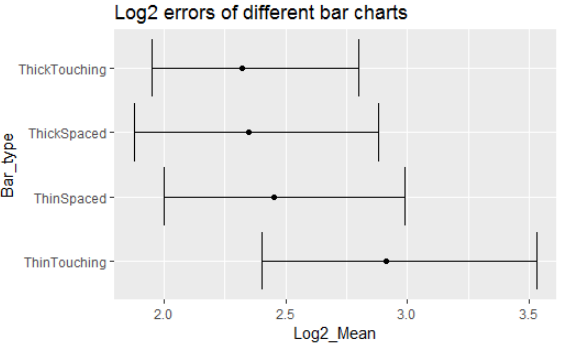 Log2 errors of different bar charts
Bar_type
ThickTouching
ThickSpaced
ThinSpaced
ThinTouching
2.0 2.5 3.0 3.5
Log2_Mean